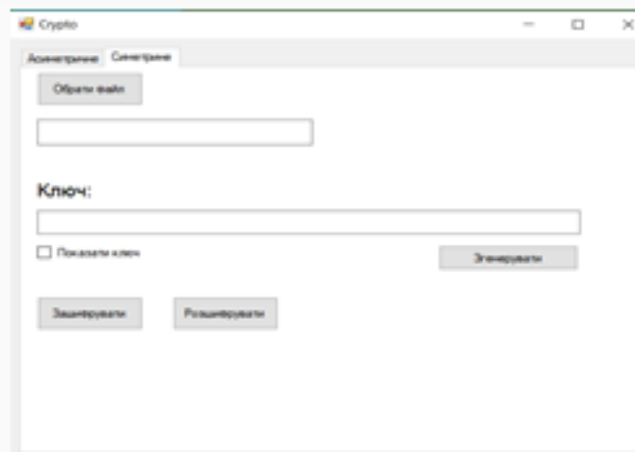 Crypto
Асиметричне Симетричне
Обрати файл
Ключ:
Показати ключ
Згенерувати
Зашифрувати Розшифрувати